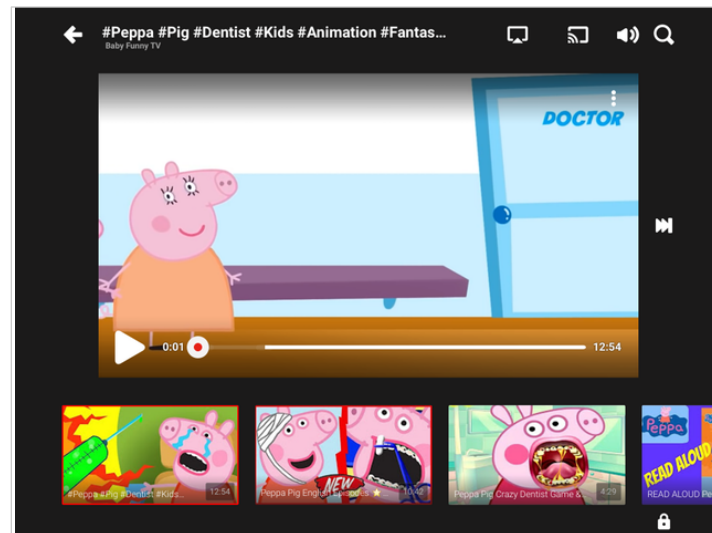 #Peppa #Pig #Dentist #Kids #Animation #Fantas...
Baby Funny TV
DOCTOR
0:01
12:54
#Peppa #Pig #Dentist #Kids...
12:54
Peppa Pig English Episodes ⭐...
10:42
NEW
Peppa Pig Crazy Dentist Game &...
4:29
Peppa
READ ALOUD
READ ALOUD Pe